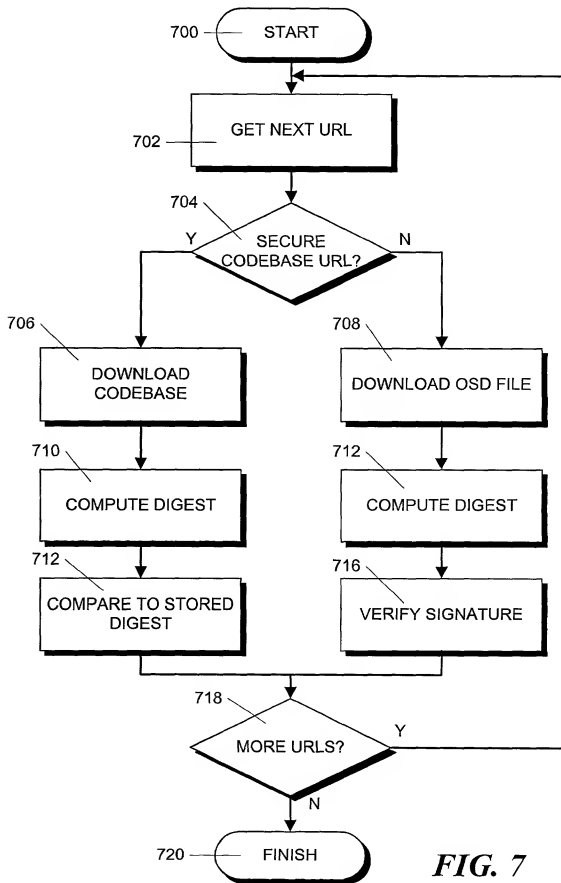 700
START
702
GET NEXT URL
704
Y
SECURE
CODEBASE URL?
N
706
DOWNLOAD
CODEBASE
708
DOWNLOAD OSD FILE
710
COMPUTE DIGEST
712
COMPUTE DIGEST
712
COMPARE TO STORED
DIGEST
716
VERIFY SIGNATURE
718
MORE URLS?
Y
N
720
FINISH
FIG. 7